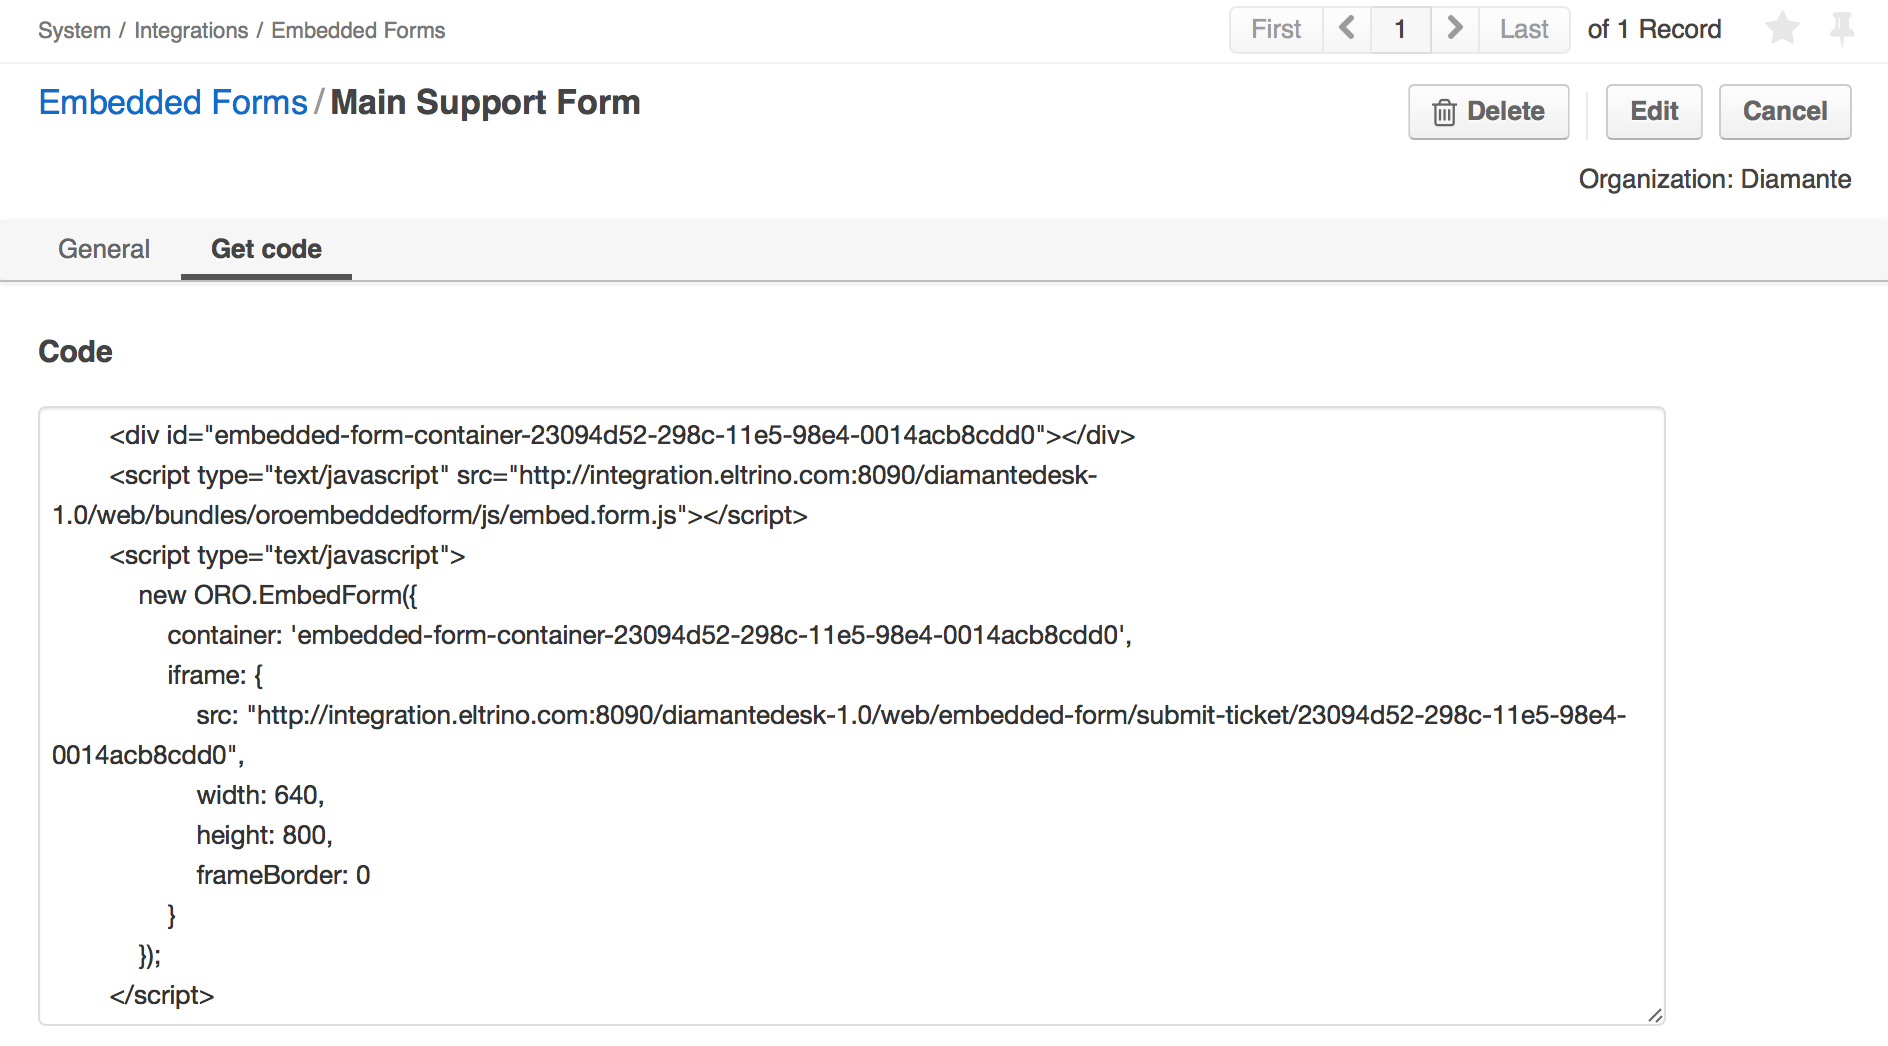 System / Integrations / Embedded Forms
First 1 Last of 1 Record
Embedded Forms / Main Support Form
Delete Edit Cancel
Organization: Diamante
General Get code
Code
<div id="embedded-form-container-23094d52-298c-11e5-98e4-0014acb8cdd0"></div>
<script type="text/javascript" src="http://integration.eltrino.com:8090/diamantedesk-
1.0/web/bundles/oroembeddedform/js/embed.form.js"></script>
<script type="text/javascript">
new ORO.EmbedForm({
container: 'embedded-form-container-23094d52-298c-11e5-98e4-0014acb8cdd0',
iframe: {
src: "http://integration.eltrino.com:8090/diamantedesk-1.0/web/embedded-form/submit-ticket/23094d52-298c-11e5-98e4-
0014acb8cdd0",
width: 640,
height: 800,
frameBorder: 0
}
});
</script>